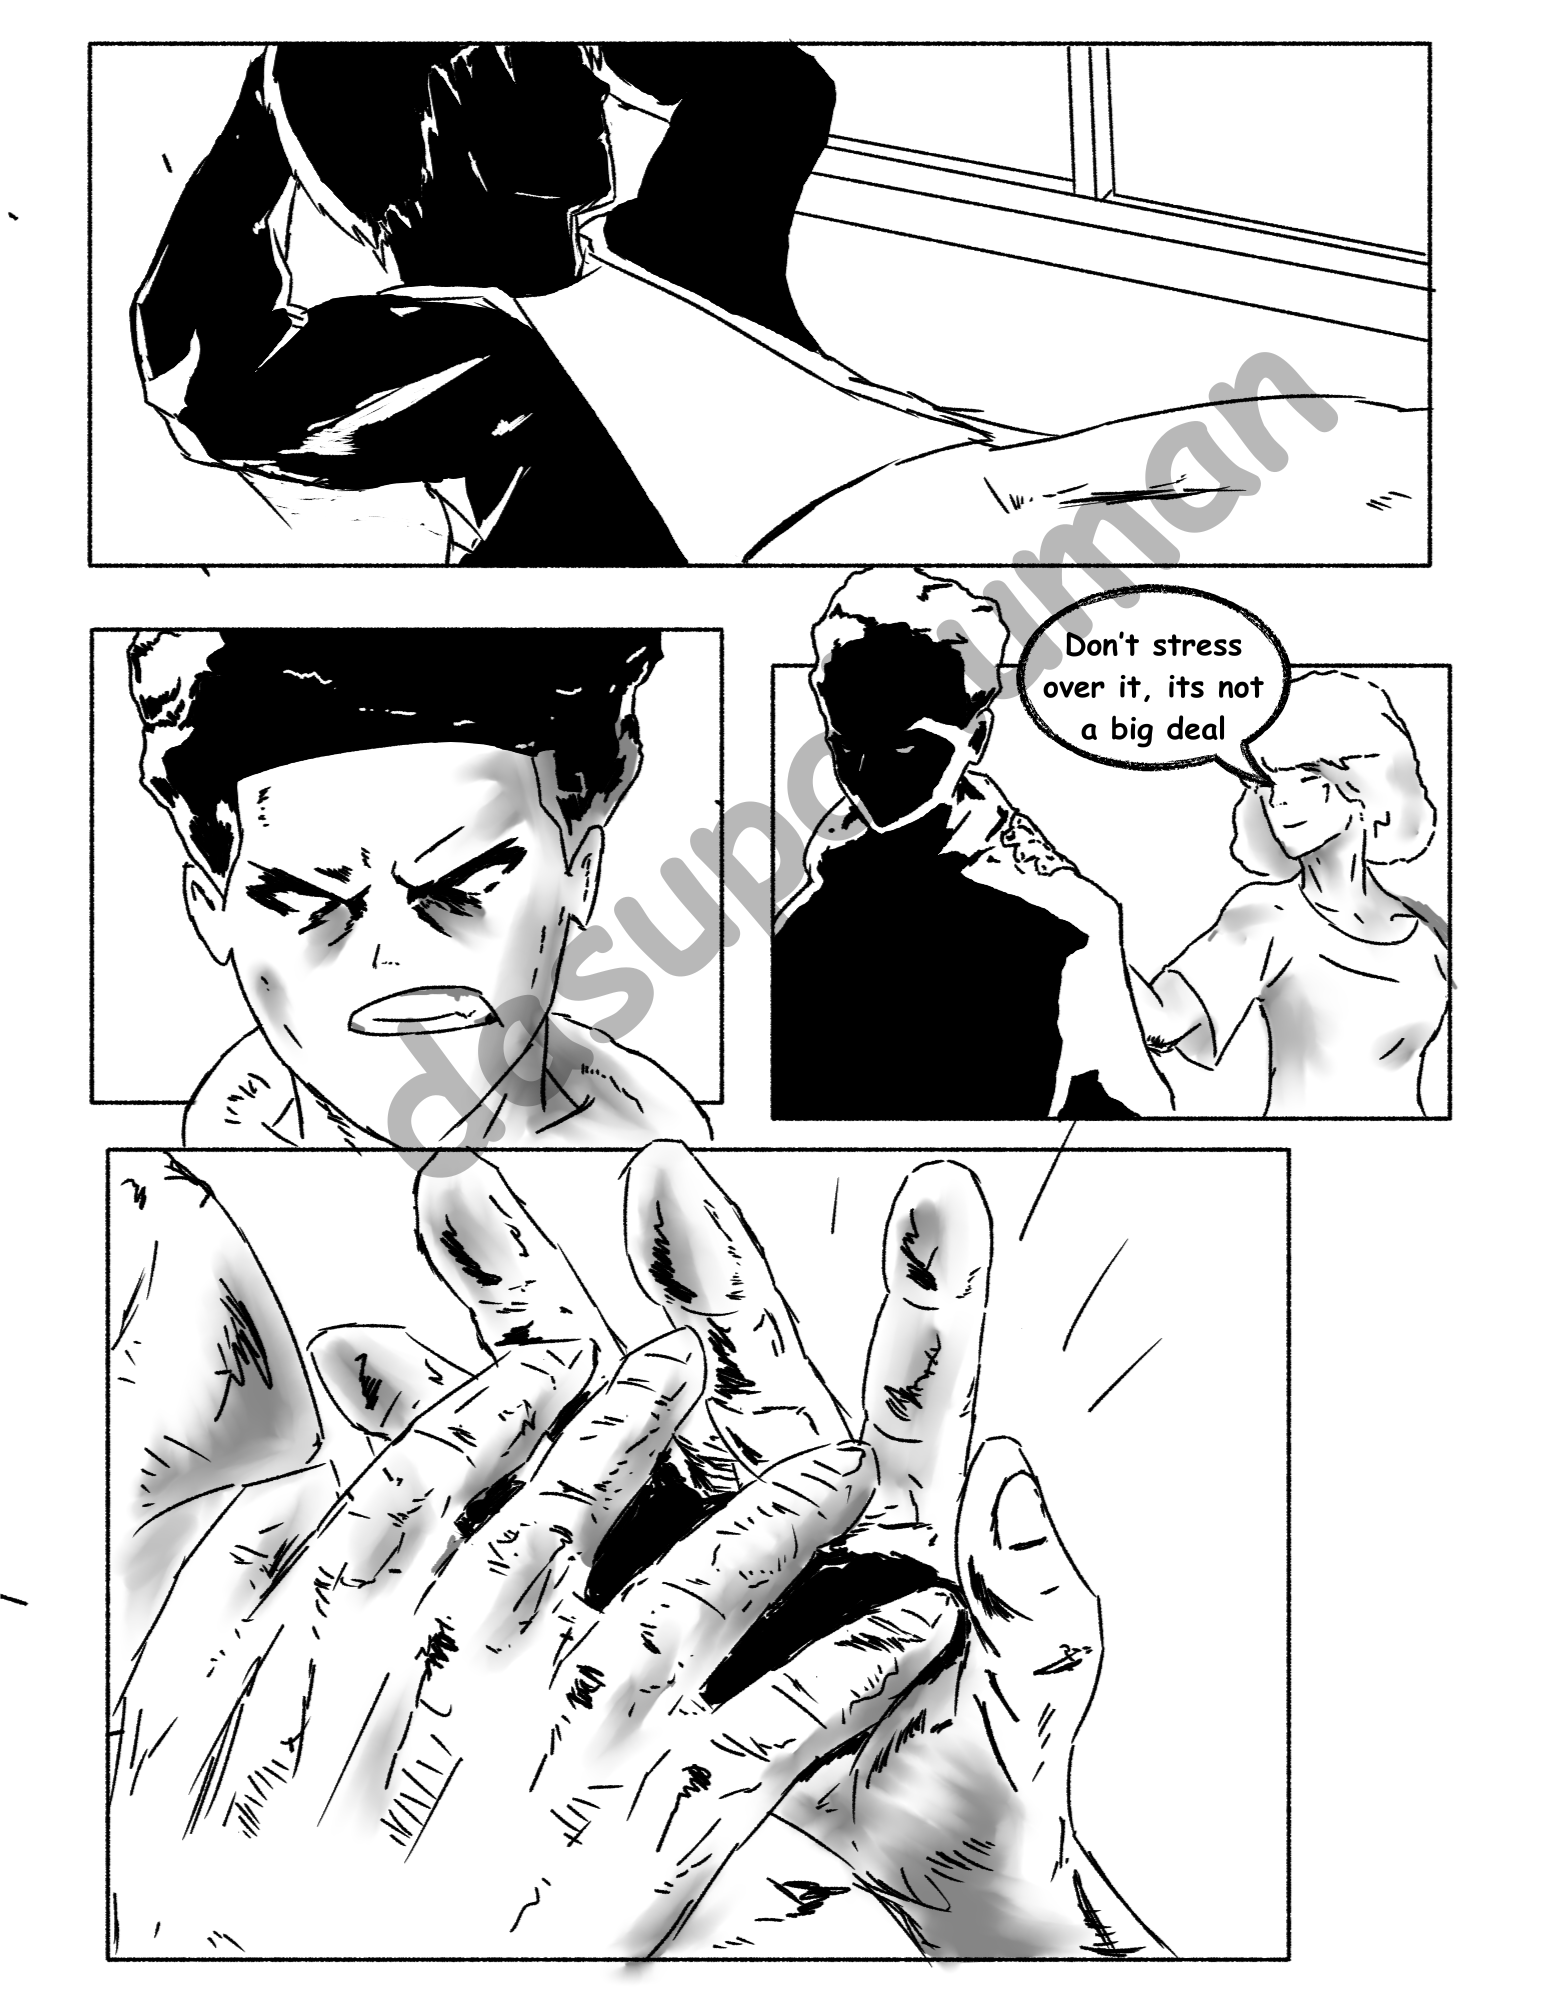 Don't stress
over it, its not
a big deal